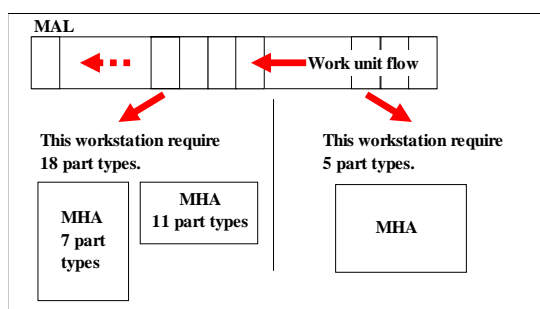 MAL
Work unit flow
This workstation require
18 part types.
This workstation require
5 part types.
MHA
7 part
types
MHA
11 part types
MHA